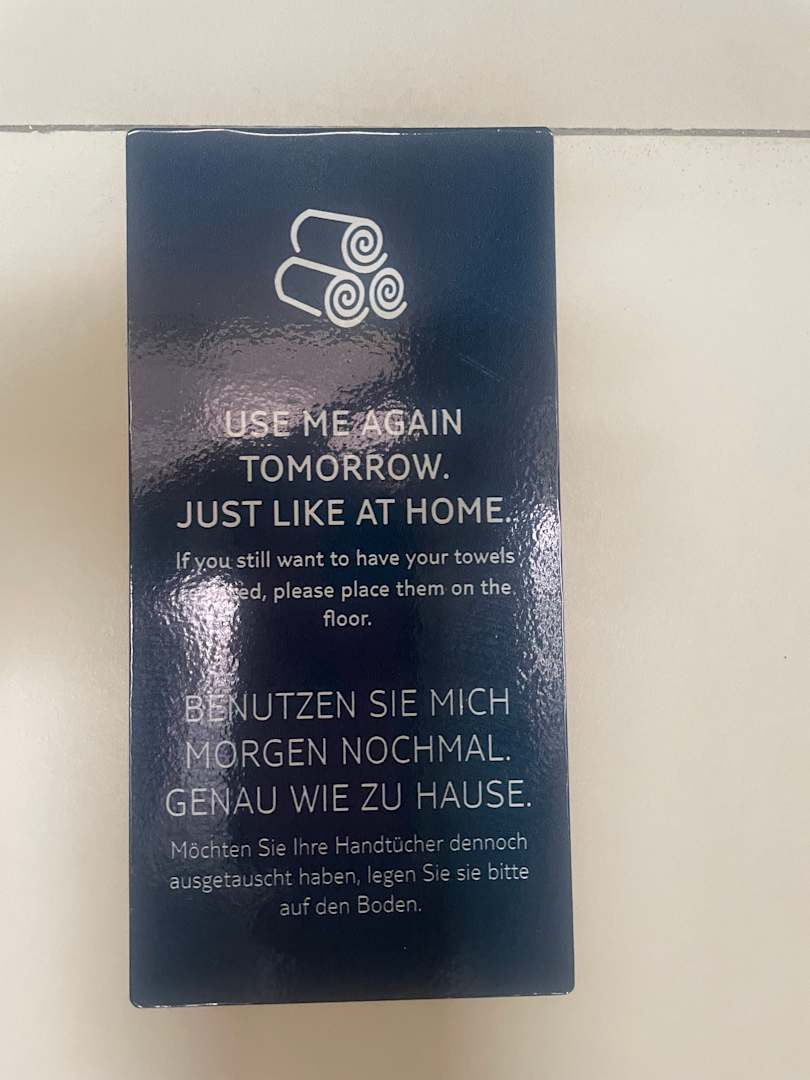 USE ME AGAIN
TOMORROW.
JUST LIKE AT HOME.
If you still want to have your towels
please place them on the
floor.
BENUTZEN SIE MICH
MORGEN NOCHMAL.
GENAU WIE ZU HAUSE.
Möchten Sie Ihre Handtücher dennoch
ausgetauscht haben, legen Sie sie bitte
auf den Boden.